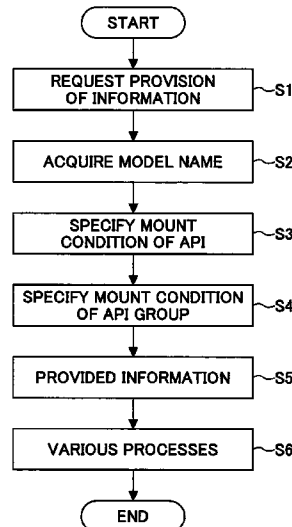 START
REQUEST PROVISION
OF INFORMATION
S1
ACQUIRE MODEL NAME
S2
SPECIFY MOUNT
CONDITION OF API
S3
SPECIFY MOUNT CONDITION
OF API GROUP
S4
PROVIDED INFORMATION
S5
VARIOUS PROCESSES
S6
END